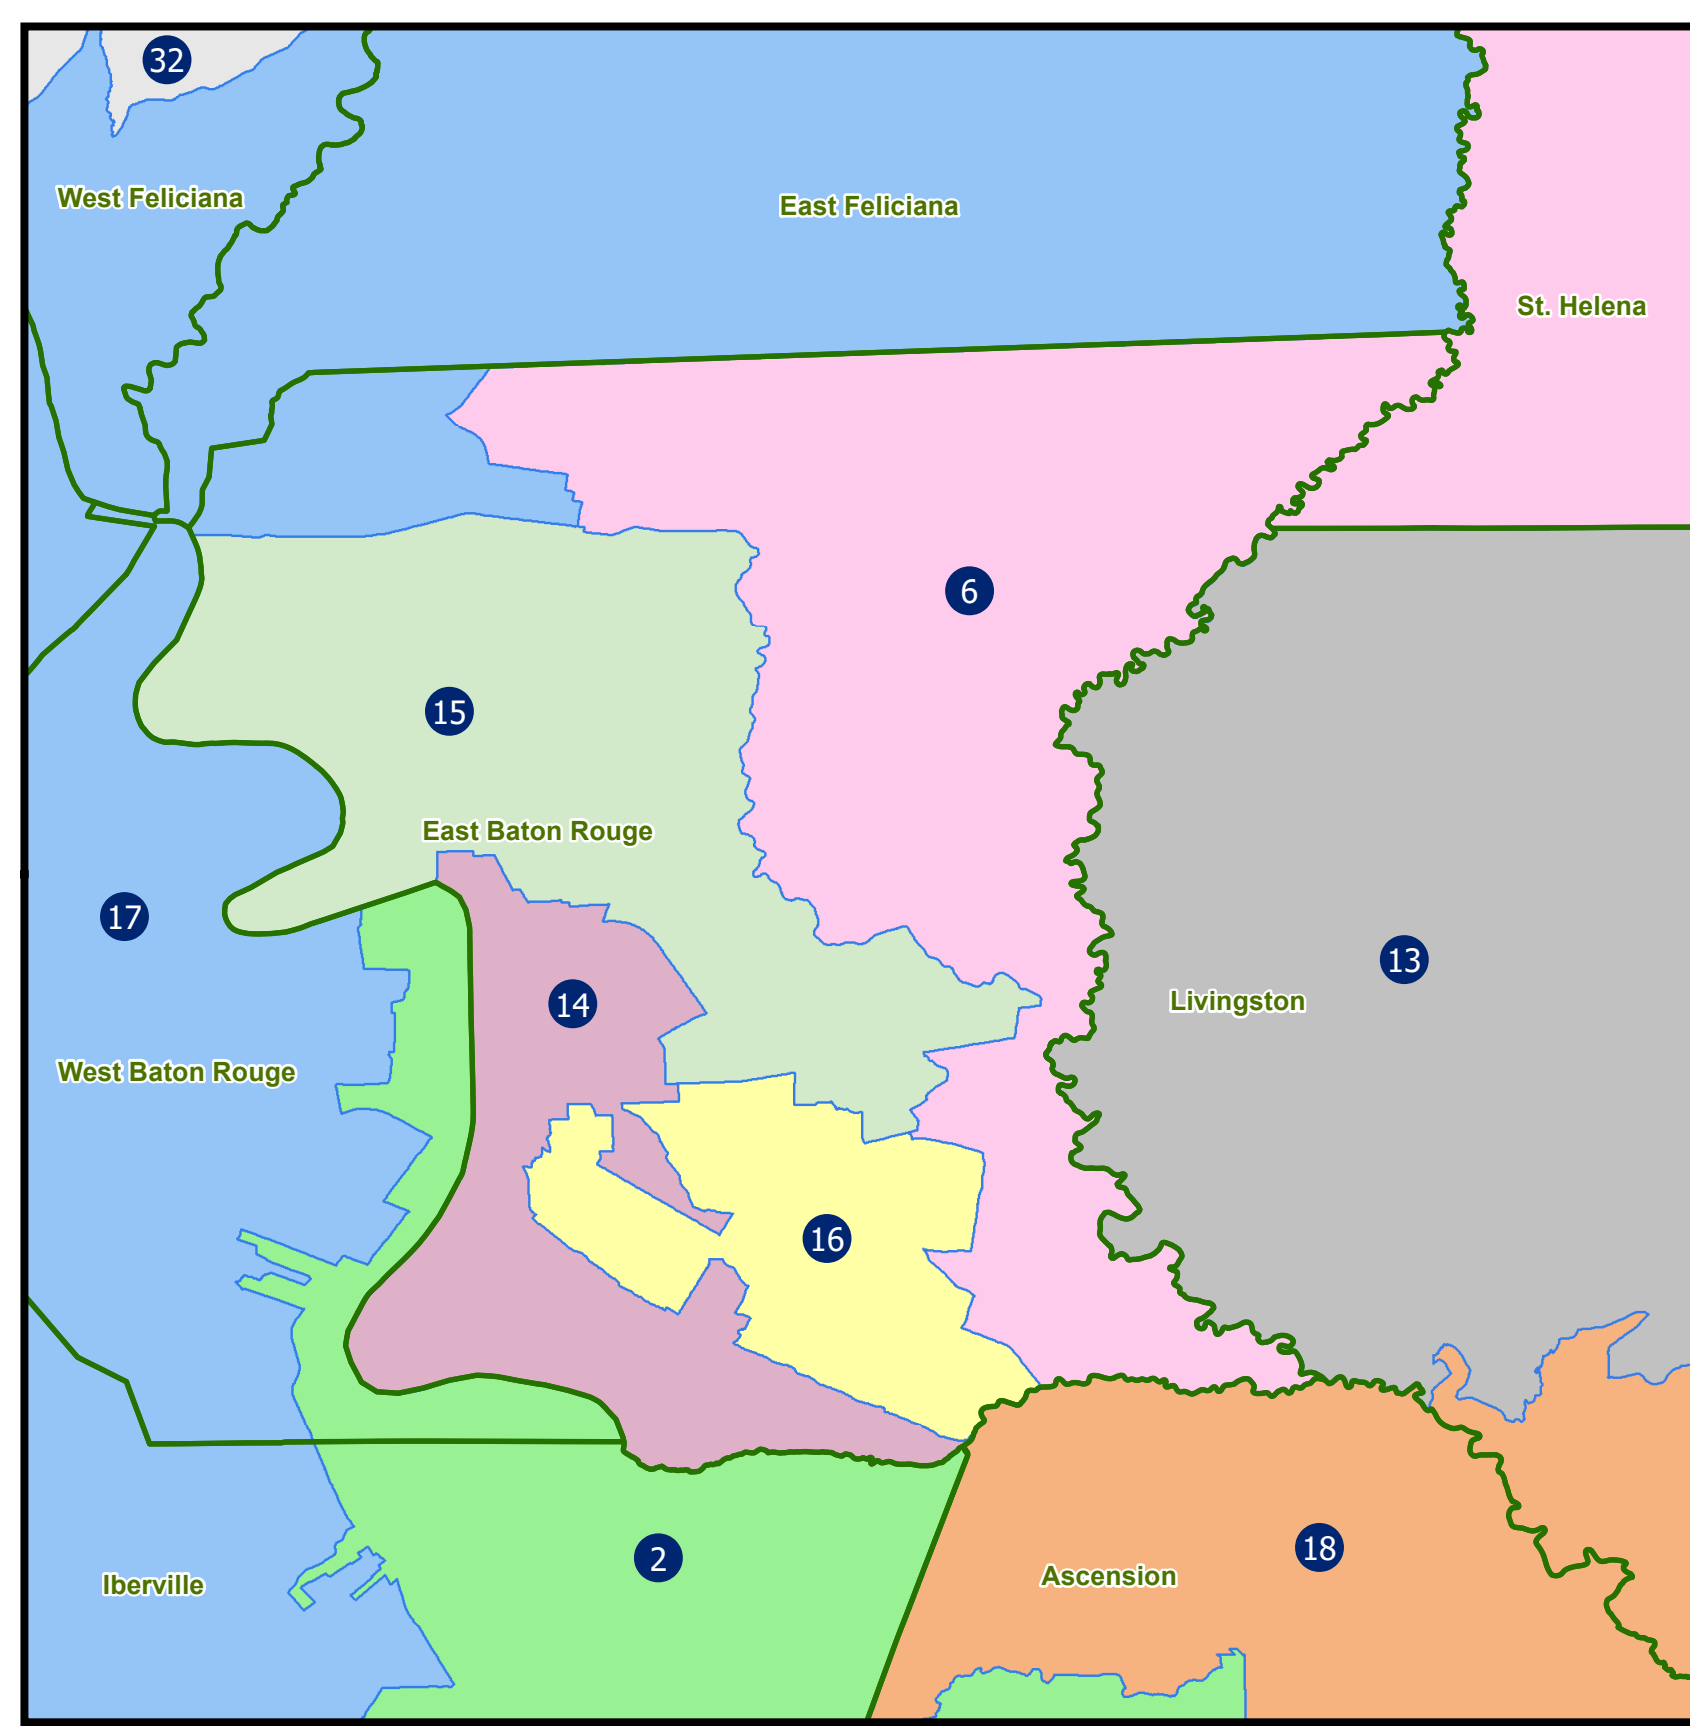 32
West Feliciana
East Feliciana
St. Helena
6
15
East Baton Rouge
17
13
14
Livingston
West Baton Rouge
16
18
2
Ascension
Iberville